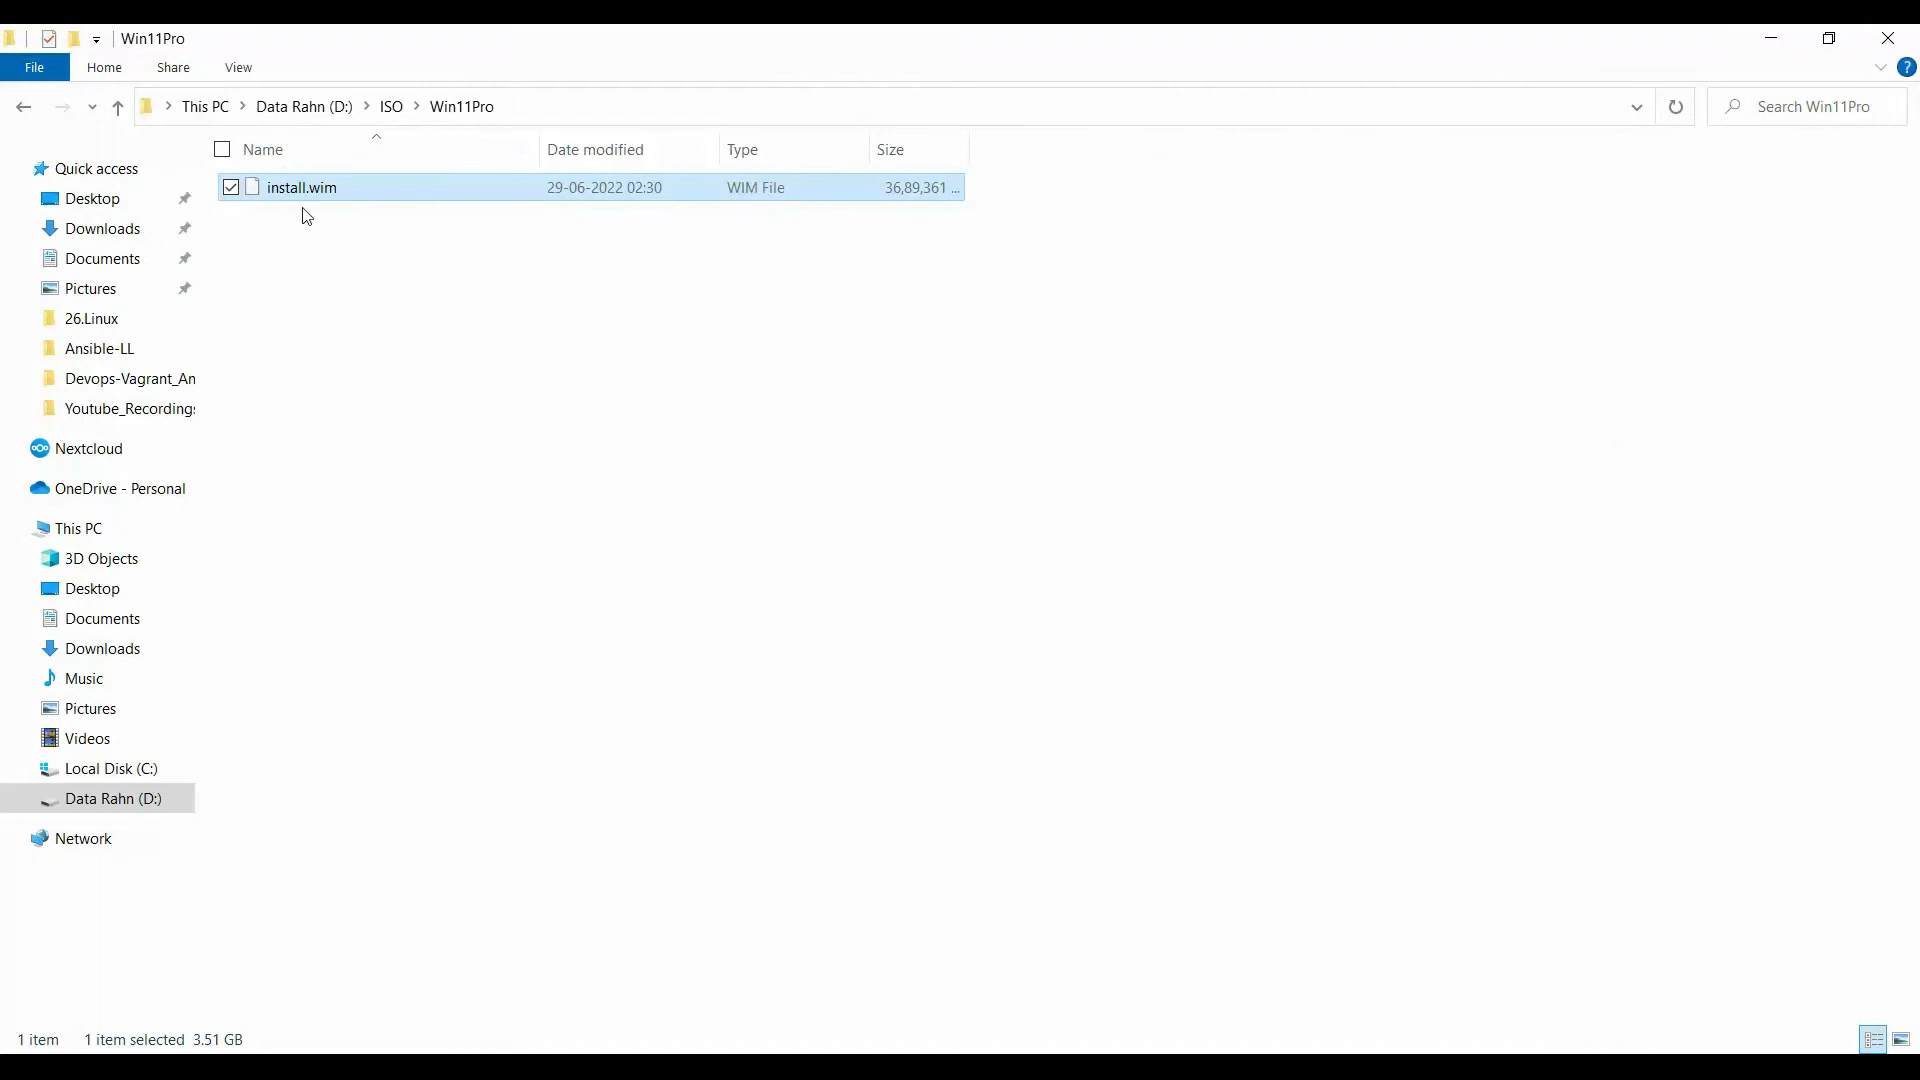 Win11Pro
File Home Share View
This PC Data Rahn (D:) ISO Win11Pro Search Win11Pro
Name Date modified Type Size
install.wim 29-06-2022 02:30 WIM File 36,89,361 ...
Quick access
Desktop
Downloads
Documents
Pictures
26.Linux
Ansible-LL
Devops-Vagrant_An
Youtube_Recordings
Nextcloud
OneDrive - Personal
This PC
3D Objects
Desktop
Documents
Downloads
Music
Pictures
Videos
Local Disk (C:)
Data Rahn (D:)
Network
1 item 1 item selected 3.51 GB